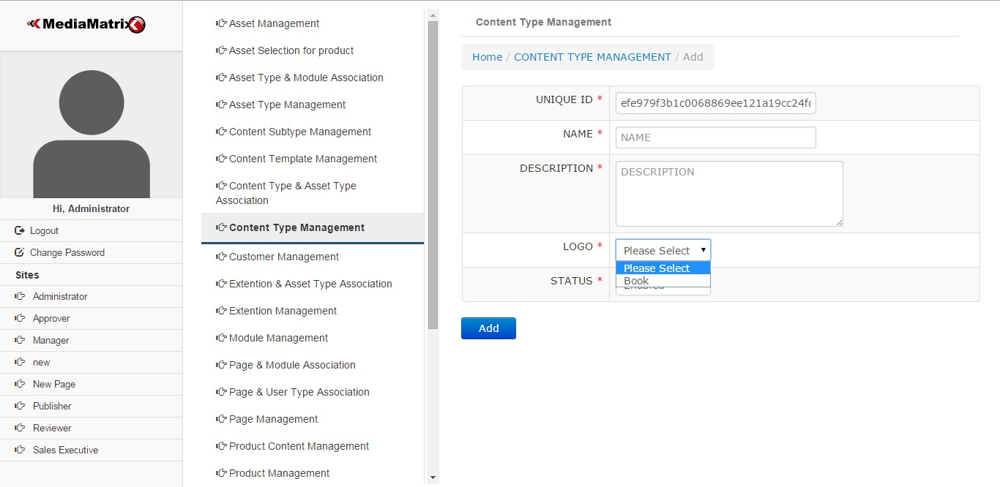 MediaMatrix
Hi, Administrator
Logout
Change Password
Sites
Administrator
Approver
Manager
new
New Page
Publisher
Reviewer
Sales Executive
Asset Management
Asset Selection for product
Asset Type & Module Association
Asset Type Management
Content Subtype Management
Content Template Management
Content Type & Asset Type
Association
Content Type Management
Customer Management
Extention & Asset Type Association
Extention Management
Module Management
Page & Module Association
Page & User Type Association
Page Management
Product Content Management
Product Management
Content Type Management
Home / CONTENT TYPE MANAGEMENT / Add
UNIQUE ID * efe979f3b1c0068869ee121a19cc24f
NAME * NAME
DESCRIPTION * DESCRIPTION
LOGO * Please Select
Please Select
Book
STATUS * Enabled
Add